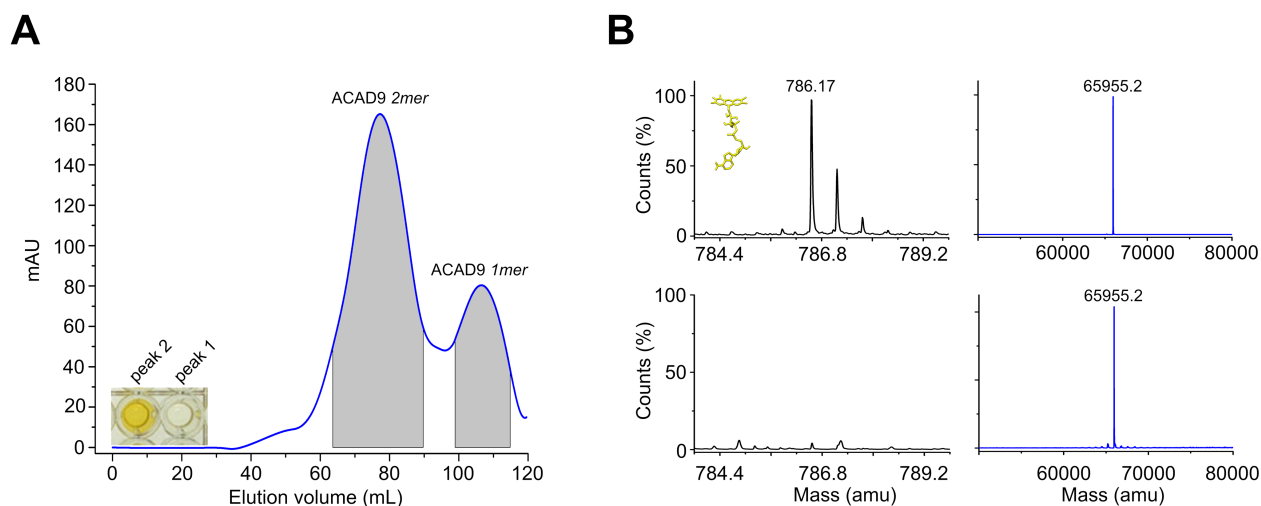 A
180
160
140
120
100
80
60
40
20
0
mAU
ACAD9 2mer
ACAD9 1mer
peak 2
peak 1
0 20 40 60 80 100 120
Elution volume (mL)
B
786.17
100
50
0
Counts (%)
784.4 786.8 789.2
65955.2
60000 70000 80000
100
50
0
Counts (%)
784.4 786.8 789.2
Mass (amu)
65955.2
60000 70000 80000
Mass (amu)